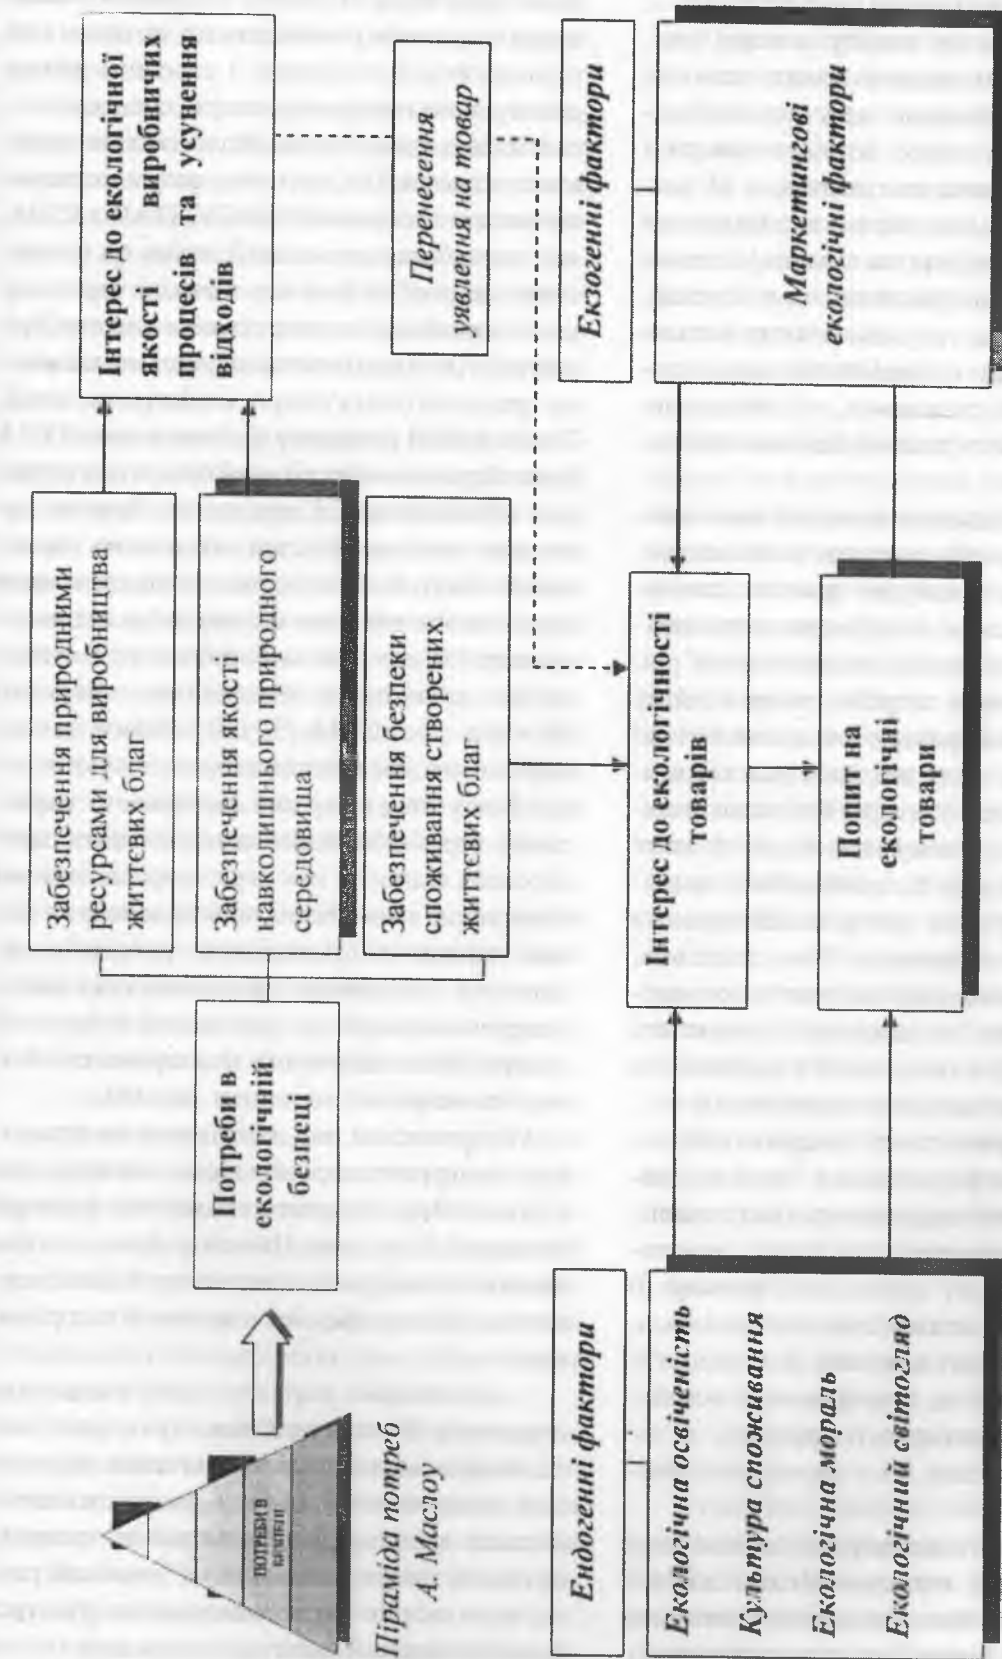 ПОТРЕБИ В
Піраміда потреб
А. Маслоу
Потреби в
екологічній
безпеці
Забезпечення природними
ресурсами для виробництва
життєвих благ
Забезпечення якості
навколишнього природного
середовища
Забезпечення безпеки
споживання створених
життєвих благ
Інтерес до екологічної
якості виробничих
процесів та усунення
відходів
Перенесення
уявлення на товар
Ендогенні фактори
Екологічна освіченість
Культура споживання
Екологічна мораль
Екологічний світогляд
Інтерес до екологічності
товарів
Попит на
екологічні
товари
Екзогенні фактори
Маркетингові
екологічні фактори